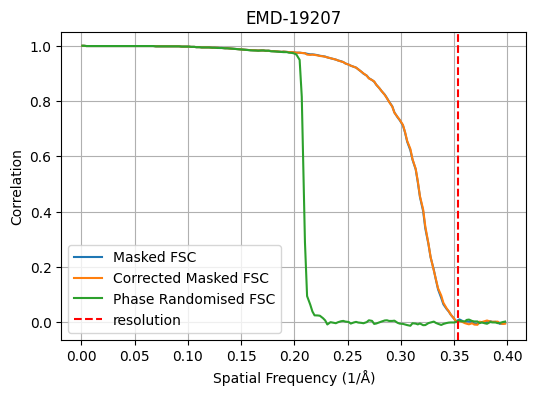 EMD-19207
1.0
0.8
0.6
0.4
0.2
0.0
Correlation
Masked FSC
Corrected Masked FSC
Phase Randomised FSC
resolution
0.00 0.05 0.10 0.15 0.20 0.25 0.30 0.35 0.40
Spatial Frequency (1/Å)